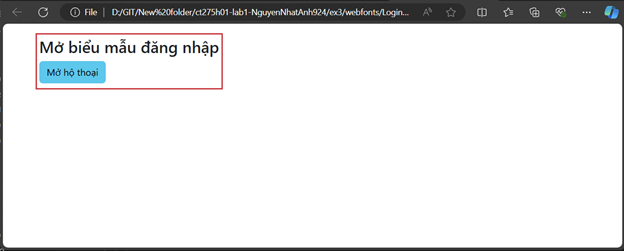 File | D:/GIT/New%20folder/ct275h01-lab1-NguyenNhatAnh924/ex3/webfonts/Login...
Mở biểu mẫu đăng nhập
Mở hộ thoại